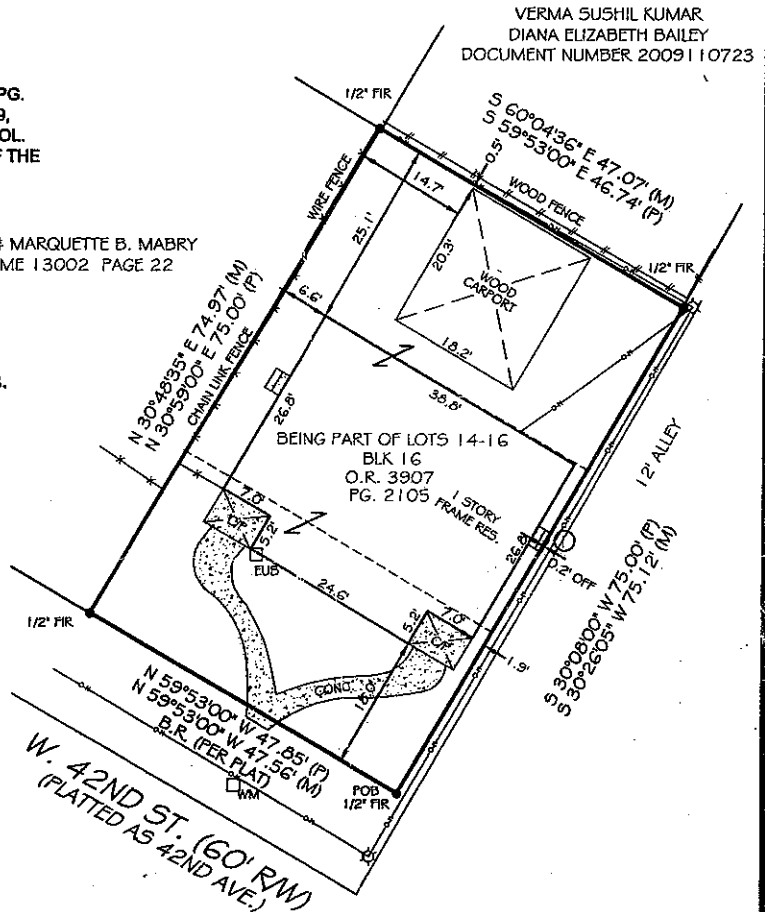 VERMA SUSHIL KUMAR
DIANA ELIZABETH BAILEY
DOCUMENT NUMBER 2009110723
PG.
9,
OL.
F THE
MARQUETTE B. MABRY
ME 13002 PAGE 22
1/2" FIR
S 60°04'36" E 47.07' (M)
S 59°53'00" E 46.74' (P)
0.5'
WOOD FENCE
WIRE FENCE
14.7'
25.1'
20.3'
WOOD
CARPORT
18.2'
1/2" FIR
6.6'
N 30°48'35" E 74.97' (M)
N 30°59'00" E 75.00' (P)
CHAIN LINK FENCE
26.8'
38.8'
BEING PART OF LOTS 14-16
BLK 16
O.R. 3907
PG. 2105
1 STORY
FRAME RES.
12' ALLEY
26.8'
0.2' OFF
S 30°08'00" W 75.00' (P)
S 30°26'05" W 75.12' (M)
7.0'
5.2'
EUB
24.6'
5.2'
7.0'
1.9'
1/2" FIR
CONC
N 59°53'00" W 47.85' (P)
N 59°53'00" W 47.56' (M)
B.R. (PER PLAT)
WM
POB
1/2" FIR
W. 42ND ST. (60' R/W)
(PLATTED AS 42ND AVE.)